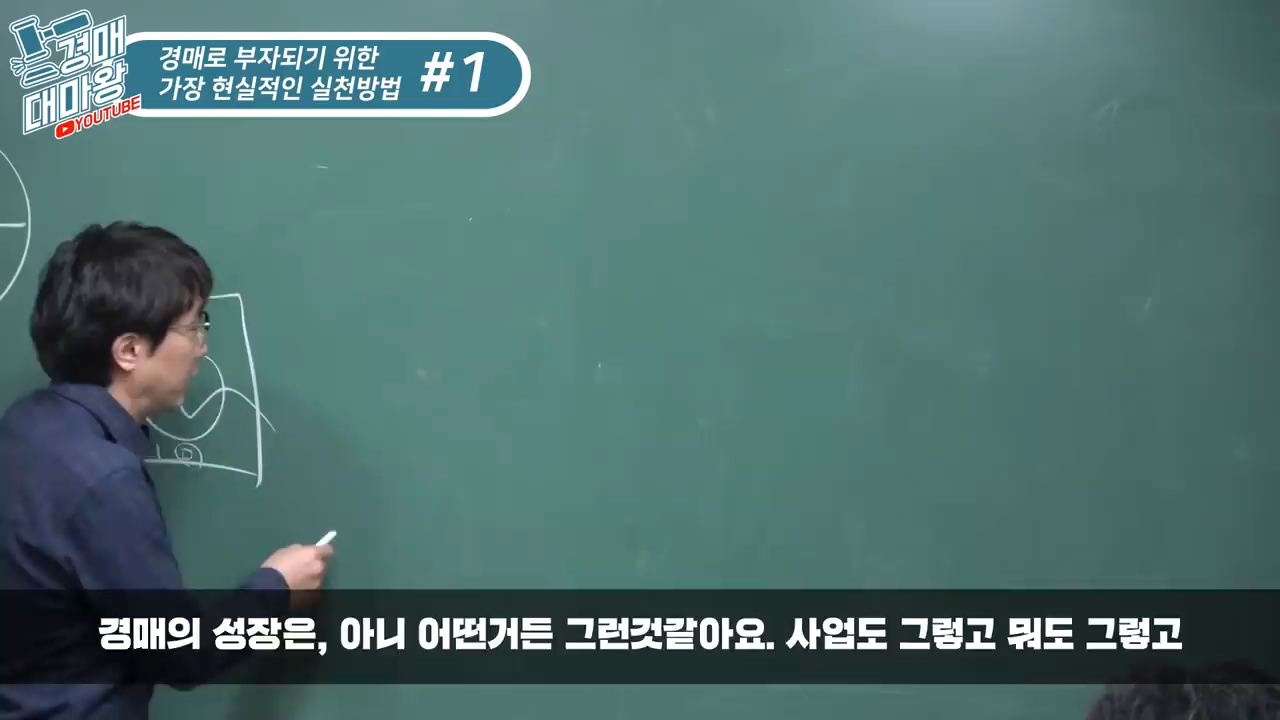 경매
대마왕
YOUTUBE
경매로 부자되기 위한
가장 현실적인 실천방법
#1
경매의 성장은, 아니 어떤거든 그런것같아요. 사업도 그렇고 뭐도 그렇고